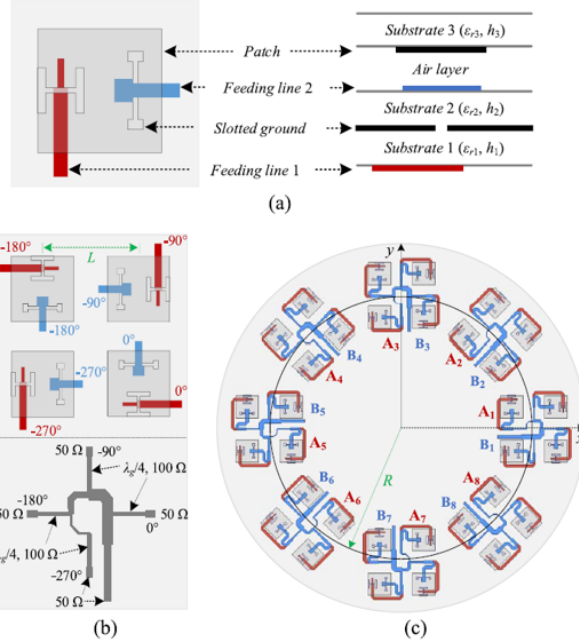 Substrate 3 (εr3, h3)
Patch
Air layer
Feeding line 2
Substrate 2 (εr2, h2)
Slotted ground
Substrate 1 (εr1, h1)
Feeding line 1
(a)
-180°
L
-90°
-90°
-180°
0°
-270°
0°
-270°
50 Ω
-90°
λg/4, 100 Ω
-180°
50 Ω
50 Ω
0°
g/4, 100 Ω
-270°
50 Ω
(b)
y
A3
B3
A2
B2
A4
B4
A1
B1
x
B5
A5
R
B6
A6
B7
A7
A8
B8
(c)